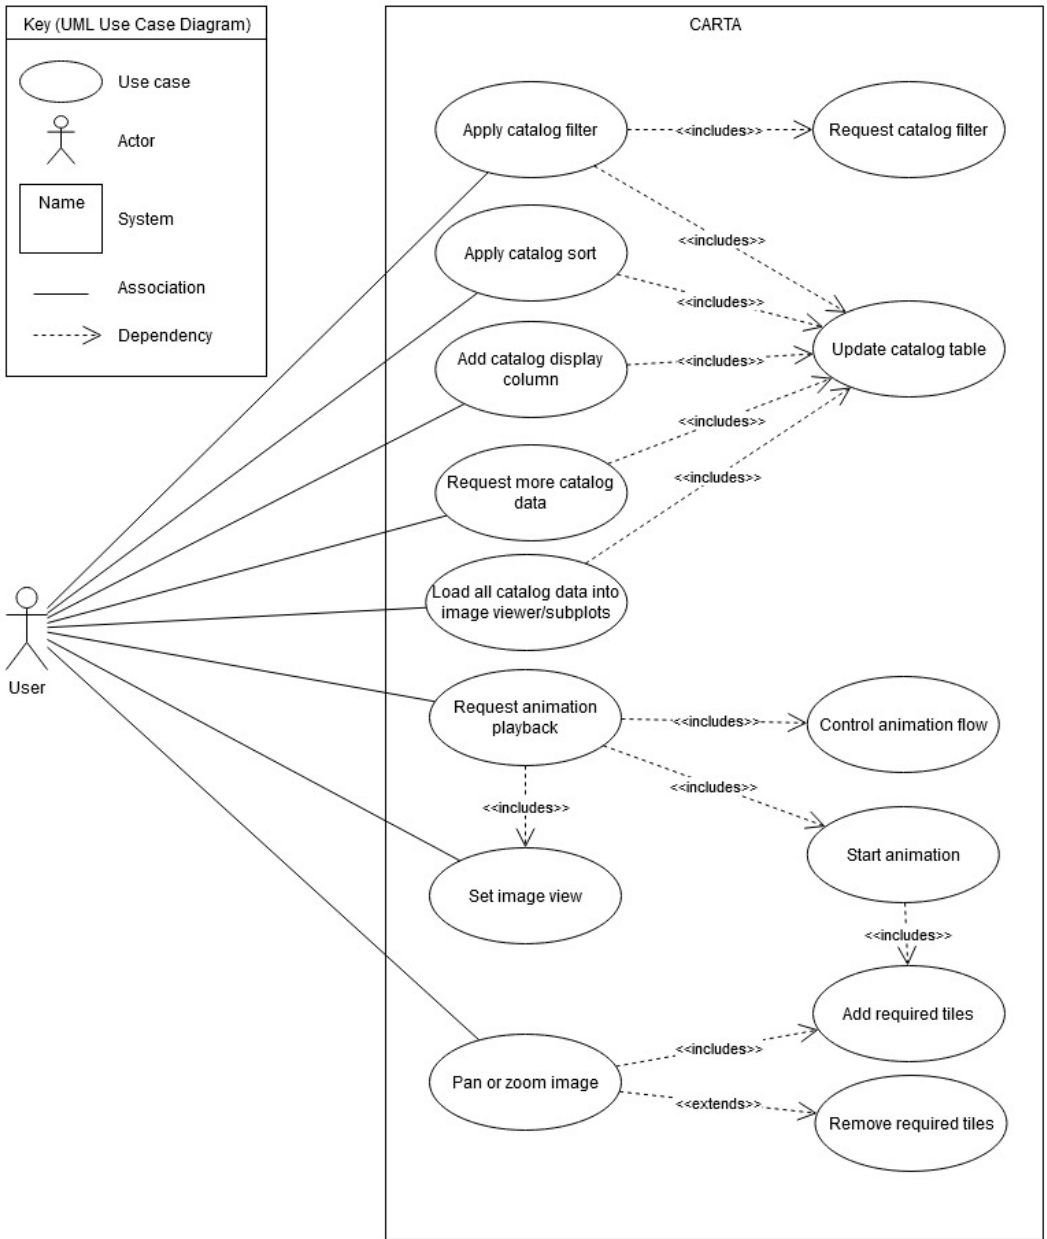 Key (UML Use Case Diagram)
Use case
Actor
Name
System
Association
Dependency
CARTA
Apply catalog filter
<<includes>>
Request catalog filter
<<includes>>
Apply catalog sort
<<includes>>
Update catalog table
Add catalog display
column
<<includes>>
<<includes>>
Request more catalog
data
<<includes>>
Load all catalog data into
image viewer/subplots
User
Request animation
playback
<<includes>>
Control animation flow
<<includes>>
<<includes>>
Start animation
Set image view
<<includes>>
Add required tiles
<<includes>>
Pan or zoom image
<<extends>>
Remove required tiles